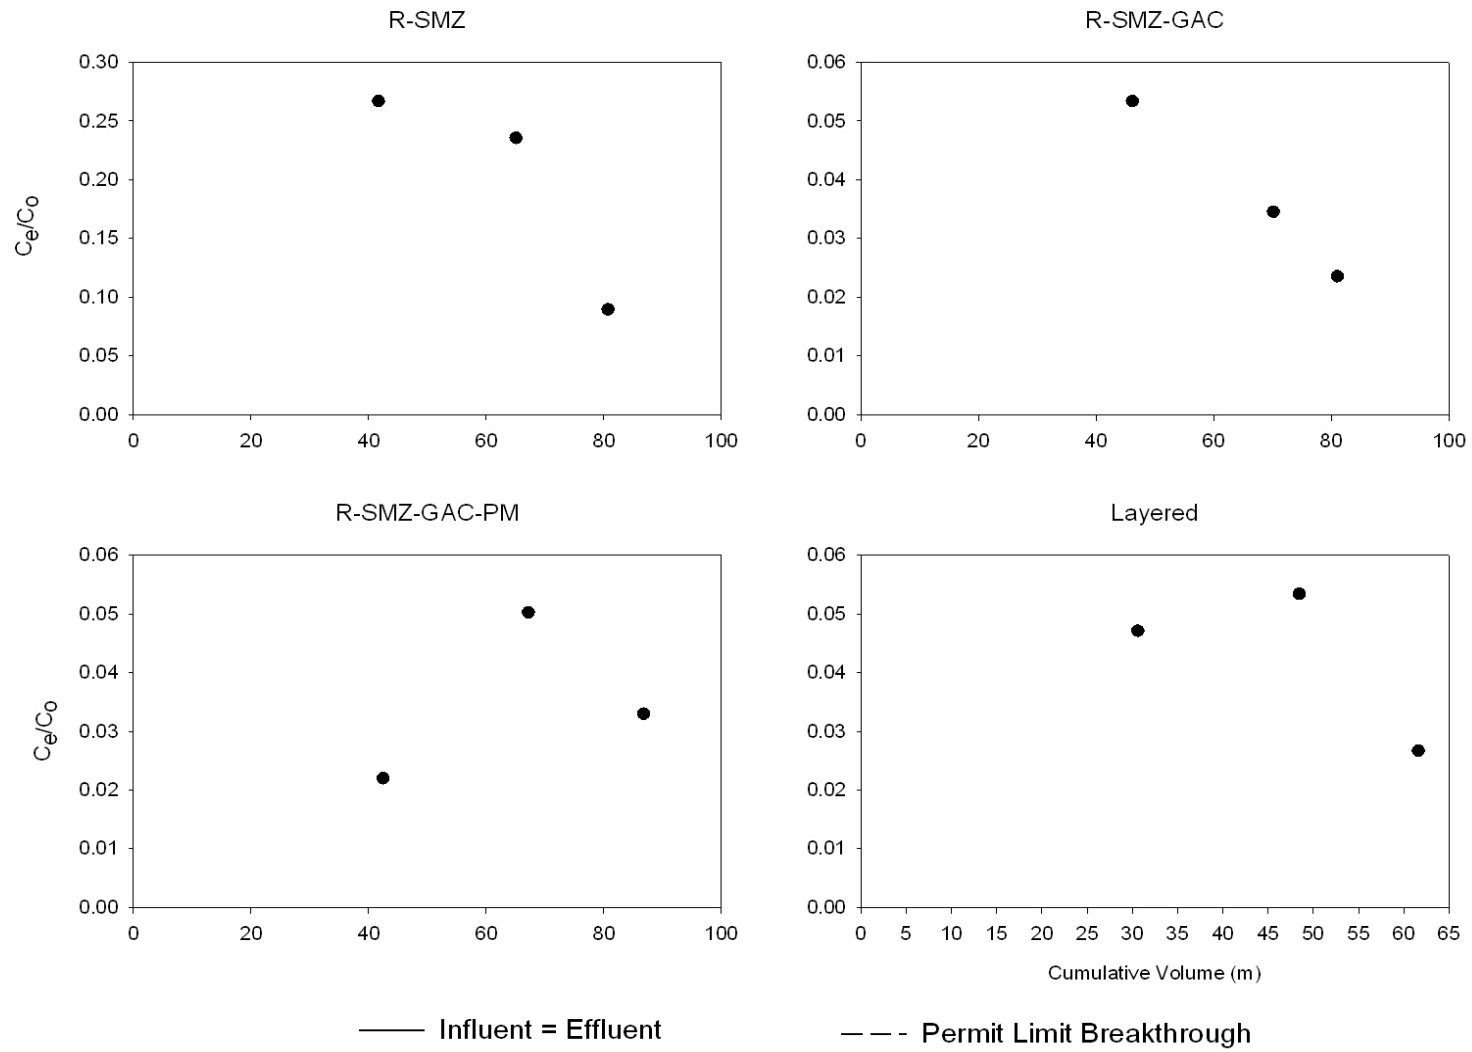 R-SMZ
0.30
0.25
0.20
0.15
0.10
0.05
0.00
Ce/Co
0 20 40 60 80 100
R-SMZ-GAC
0.06
0.05
0.04
0.03
0.02
0.01
0.00
0 20 40 60 80 100
R-SMZ-GAC-PM
0.06
0.05
0.04
0.03
0.02
0.01
0.00
Ce/Co
0 20 40 60 80 100
Layered
0.06
0.05
0.04
0.03
0.02
0.01
0.00
0 5 10 15 20 25 30 35 40 45 50 55 60 65
Cumulative Volume (m)
Influent = Effluent
Permit Limit Breakthrough